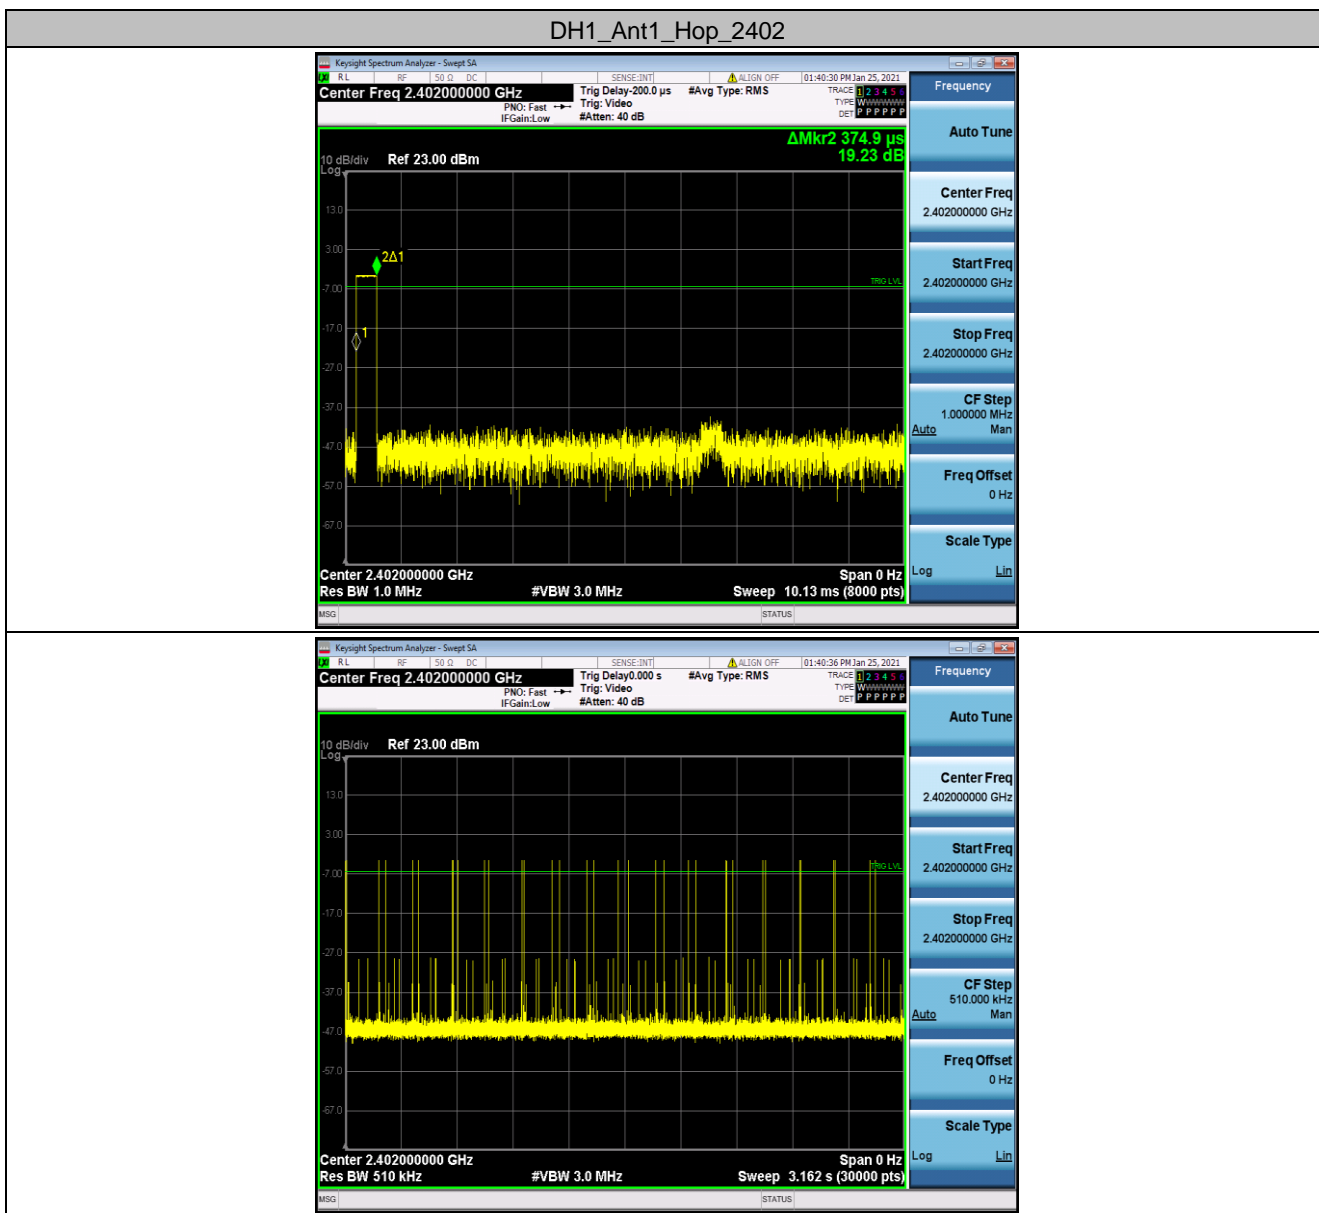 DH1_Ant1_Hop_2402
Keysight Spectrum Analyzer - Swept SA
RL RF 50 Ω DC SENSE:INT ALIGN OFF 01:40:30 PM Jan 25, 2021
Center Freq 2.402000000 GHz
PNO: Fast
IFGain:Low
Trig Delay-200.0 µs
Trig: Video
#Atten: 40 dB
#Avg Type: RMS
TRACE 1 2 3 4 5 6
TYPE W
DET P P P P P P
ΔMkr2 374.9 µs
19.23 dB
10 dB/div Ref 23.00 dBm
Log
13.0
3.00
-7.00
-17.0
-27.0
-37.0
-47.0
-57.0
-67.0
2Δ1
TRIG LVL
1
Center 2.402000000 GHz Span 0 Hz
Res BW 1.0 MHz #VBW 3.0 MHz Sweep 10.13 ms (8000 pts)
MSG STATUS
Frequency
Auto Tune
Center Freq
2.402000000 GHz
Start Freq
2.402000000 GHz
Stop Freq
2.402000000 GHz
CF Step
1.000000 MHz
Auto Man
Freq Offset
0 Hz
Scale Type
Log Lin
Keysight Spectrum Analyzer - Swept SA
RL RF 50 Ω DC SENSE:INT ALIGN OFF 01:40:36 PM Jan 25, 2021
Center Freq 2.402000000 GHz
PNO: Fast
IFGain:Low
Trig Delay0.000 s
Trig: Video
#Atten: 40 dB
#Avg Type: RMS
TRACE 1 2 3 4 5 6
TYPE W
DET P P P P P P
10 dB/div Ref 23.00 dBm
Log
13.0
3.00
-7.00
-17.0
-27.0
-37.0
-47.0
-57.0
-67.0
TRIG LVL
Center 2.402000000 GHz Span 0 Hz
Res BW 510 kHz #VBW 3.0 MHz Sweep 3.162 s (30000 pts)
MSG STATUS
Frequency
Auto Tune
Center Freq
2.402000000 GHz
Start Freq
2.402000000 GHz
Stop Freq
2.402000000 GHz
CF Step
510.000 kHz
Auto Man
Freq Offset
0 Hz
Scale Type
Log Lin